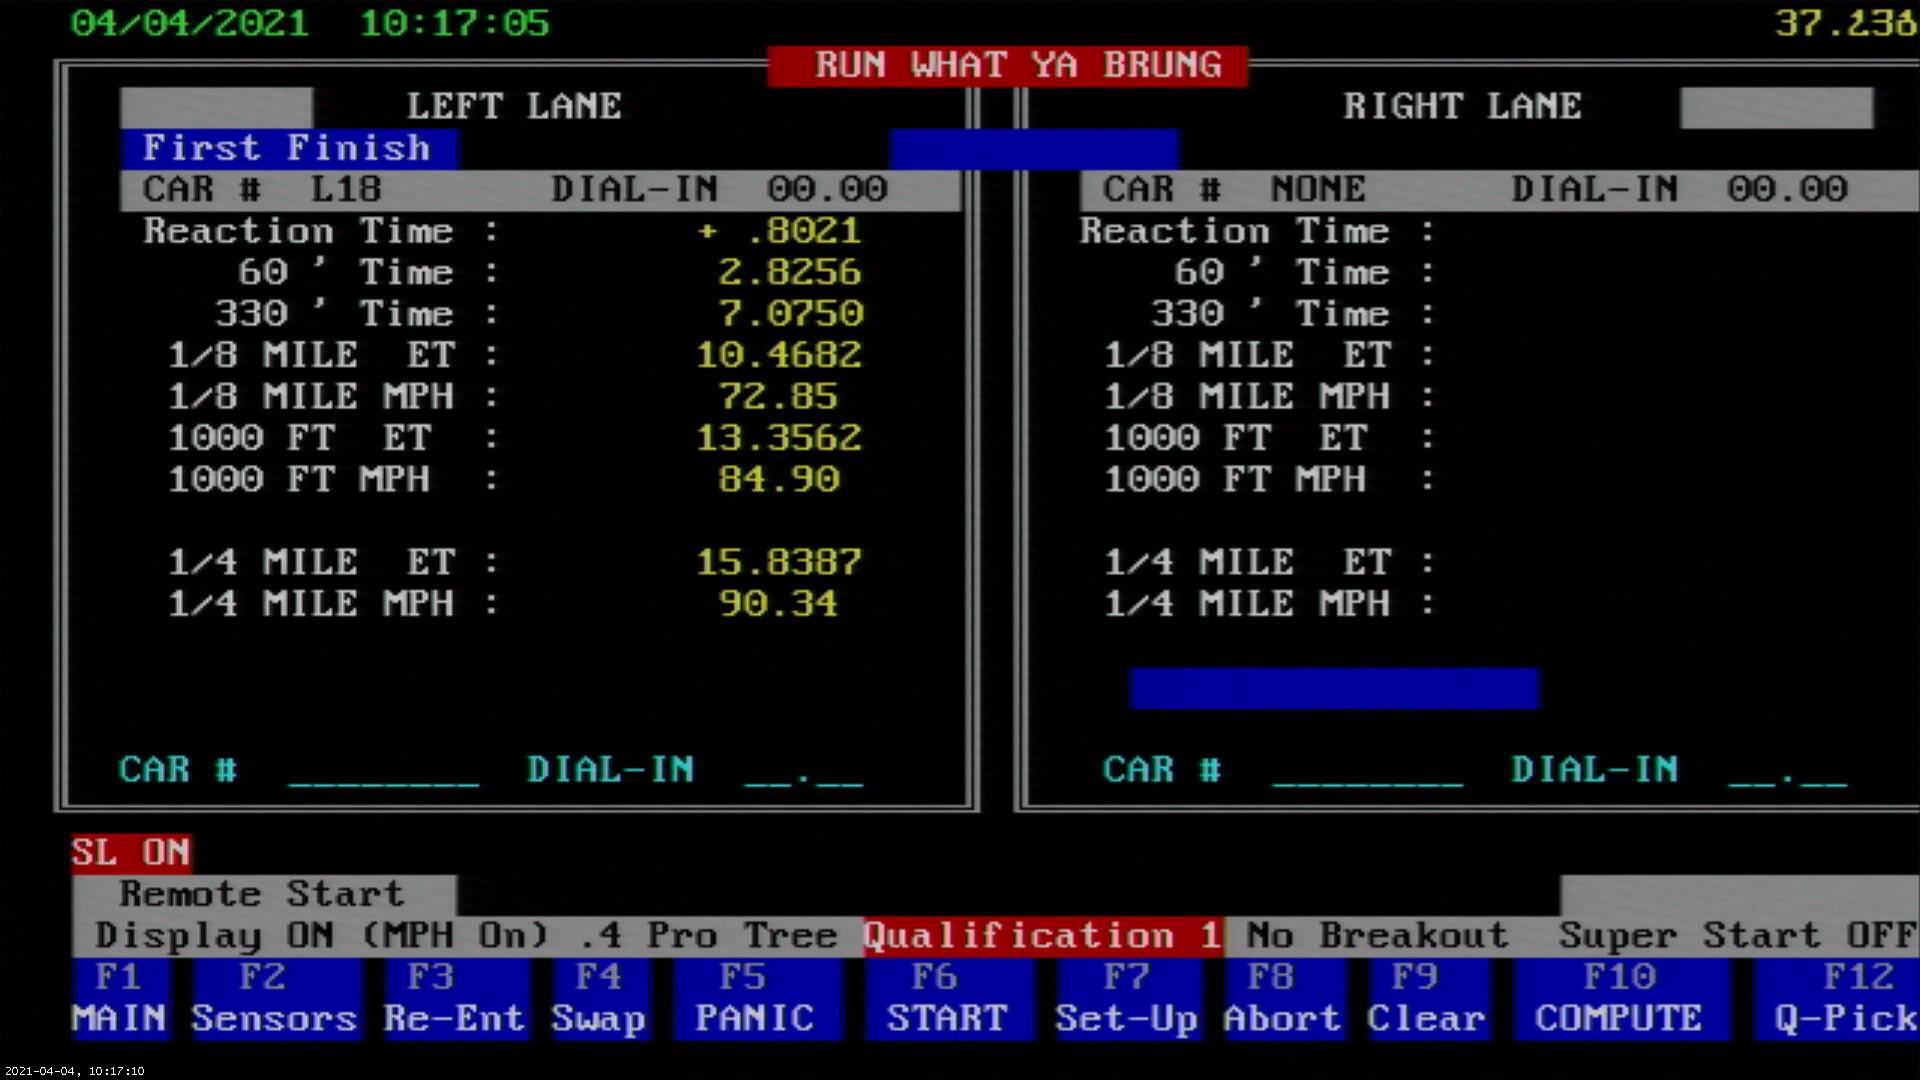 04/04/2021 10:17:05
RUN WHAT YA BRUNG
LEFT LANE
First Finish
CAR # L18 DIAL-IN 00.00
Reaction Time : + .8021
60 ' Time : 2.8256
330 ' Time : 7.0750
1/8 MILE ET : 10.4682
1/8 MILE MPH : 72.85
1000 FT ET : 13.3562
1000 FT MPH : 84.90
1/4 MILE ET : 15.8387
1/4 MILE MPH : 90.34
CAR # ________ DIAL-IN __.__
RIGHT LANE
CAR # NONE DIAL-IN 00.00
Reaction Time :
60 ' Time :
330 ' Time :
1/8 MILE ET :
1/8 MILE MPH :
1000 FT ET :
1000 FT MPH :
1/4 MILE ET :
1/4 MILE MPH :
CAR # ________ DIAL-IN __.__
SL ON
Remote Start
Display ON (MPH On) .4 Pro Tree Qualification 1 No Breakout Super Start OFF
F1 F2 F3 F4 F5 F6 F7 F8 F9 F10 F12
MAIN Sensors Re-Ent Swap PANIC START Set-Up Abort Clear COMPUTE Q-Pick
2021-04-04, 10:17:10